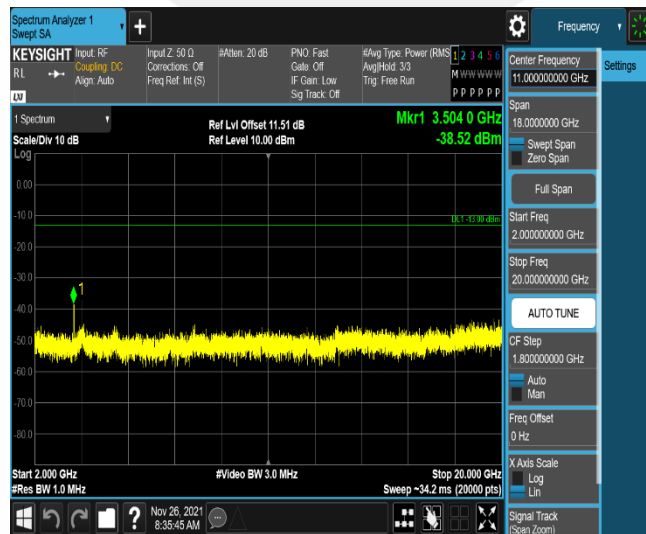 Spectrum Analyzer 1
Swept SA
+
Frequency
KEYSIGHT
RL
Input: RF
Coupling: DC
Align: Auto
Input Z: 50 Ω
Corrections: Off
Freq Ref: Int (S)
#Atten: 20 dB
PNO: Fast
Gate: Off
IF Gain: Low
Sig Track: Off
#Avg Type: Power (RMS
Avg|Hold: 3/3
Trig: Free Run
1 2 3 4 5 6
M W W W W W
P P P P P P
LXI
1 Spectrum
Scale/Div 10 dB
Log
Ref Lvl Offset 11.51 dB
Ref Level 10.00 dBm
Mkr1 3.504 0 GHz
-38.52 dBm
0.00
-10.0
DL1 -13.00 dBm
-20.0
-30.0
1
-40.0
-50.0
-60.0
-70.0
-80.0
Start 2.000 GHz
#Res BW 1.0 MHz
#Video BW 3.0 MHz
Stop 20.000 GHz
Sweep ~34.2 ms (20000 pts)
Center Frequency
11.000000000 GHz
Settings
Span
18.0000000 GHz
Swept Span
Zero Span
Full Span
Start Freq
2.000000000 GHz
Stop Freq
20.000000000 GHz
AUTO TUNE
CF Step
1.800000000 GHz
Auto
Man
Freq Offset
0 Hz
X Axis Scale
Log
Lin
Signal Track
(Span Zoom)
?
Nov 26, 2021
8:35:45 AM